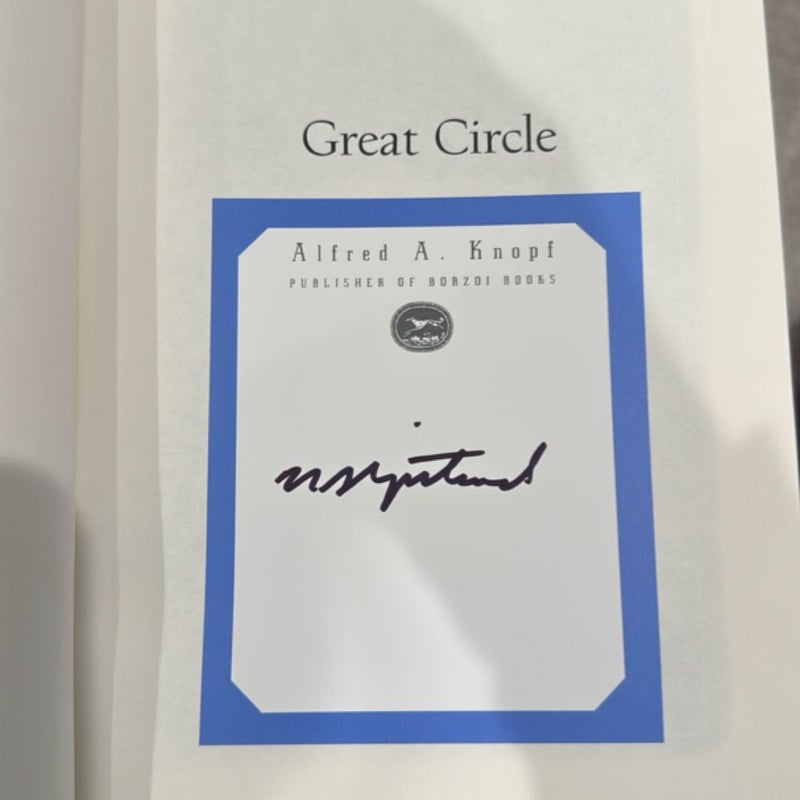 Great Circle
Alfred A. Knopf
PUBLISHER OF BORZOI BOOKS